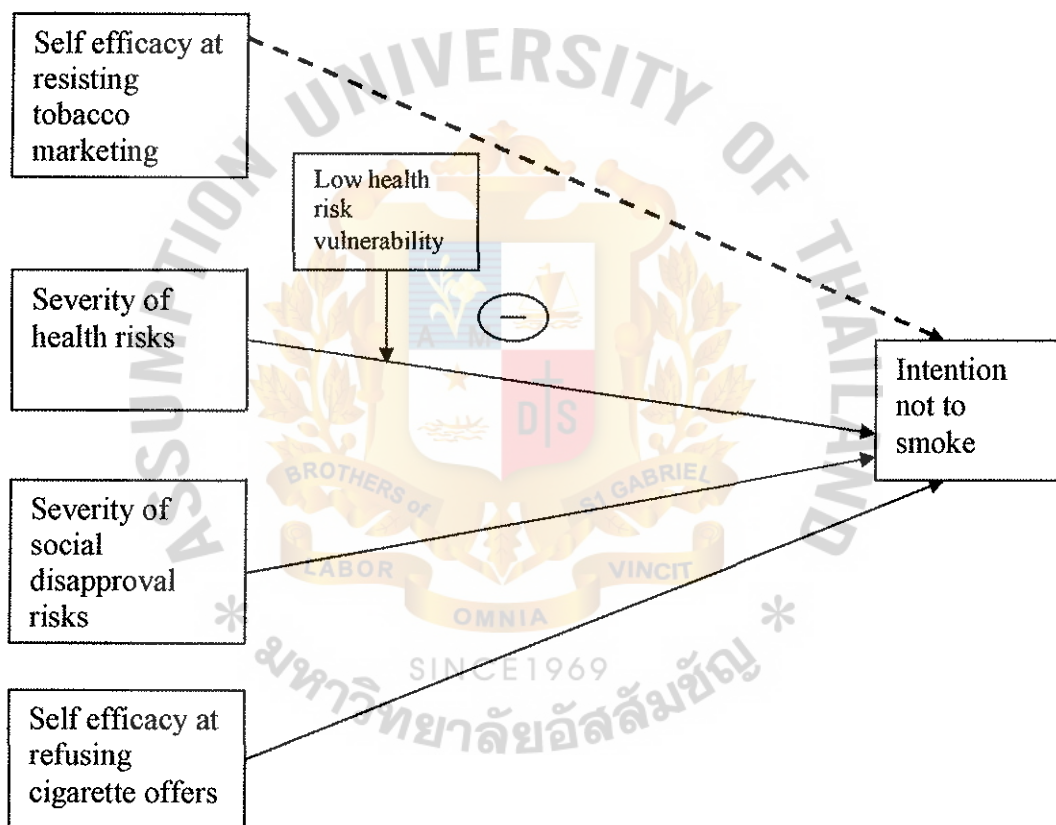 Self efficacy at
resisting
tobacco
marketing
Low health
risk
vulnerability
Severity of
health risks
—
Intention
not to
smoke
Severity of
social
disapproval
risks
Self efficacy at
refusing
cigarette offers
ASSUMPTION UNIVERSITY OF THAILAND
A M
D S
BROTHERS of ST GABRIEL
LABOR
VINCIT
OMNIA
* *
SINCE1969
มหาวิทยาลัยอัสสัมชัญ